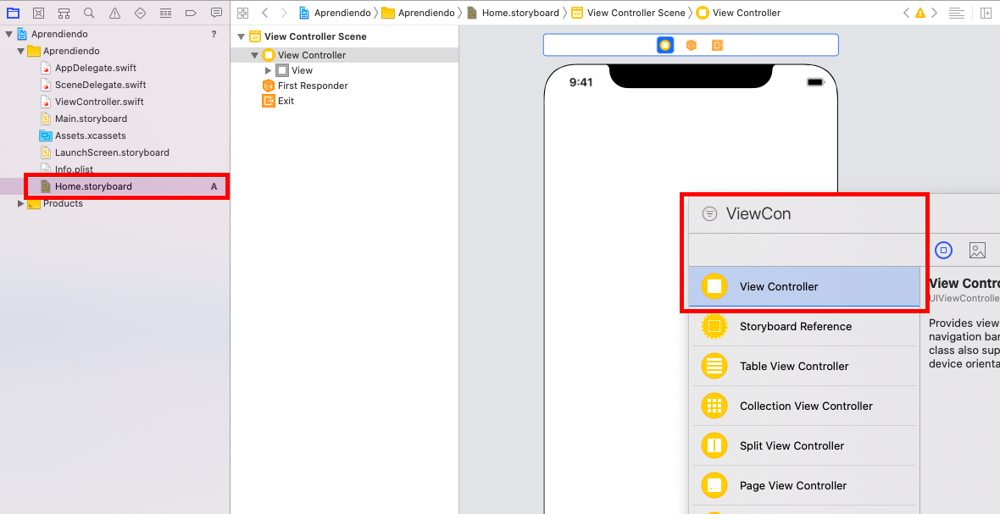 Aprendiendo ?
Aprendiendo
AppDelegate.swift
SceneDelegate.swift
ViewController.swift
Main.storyboard
Assets.xcassets
LaunchScreen.storyboard
Info.plist
Home.storyboard A
Products
Aprendiendo Aprendiendo Home.storyboard View Controller Scene View Controller
View Controller Scene
View Controller
View
First Responder
Exit
9:41
ViewCon
View Controller
Storyboard Reference
Table View Controller
Collection View Controller
Split View Controller
Page View Controller
View Contro
UIViewControlle
Provides view
navigation bar
class also sup
device orienta